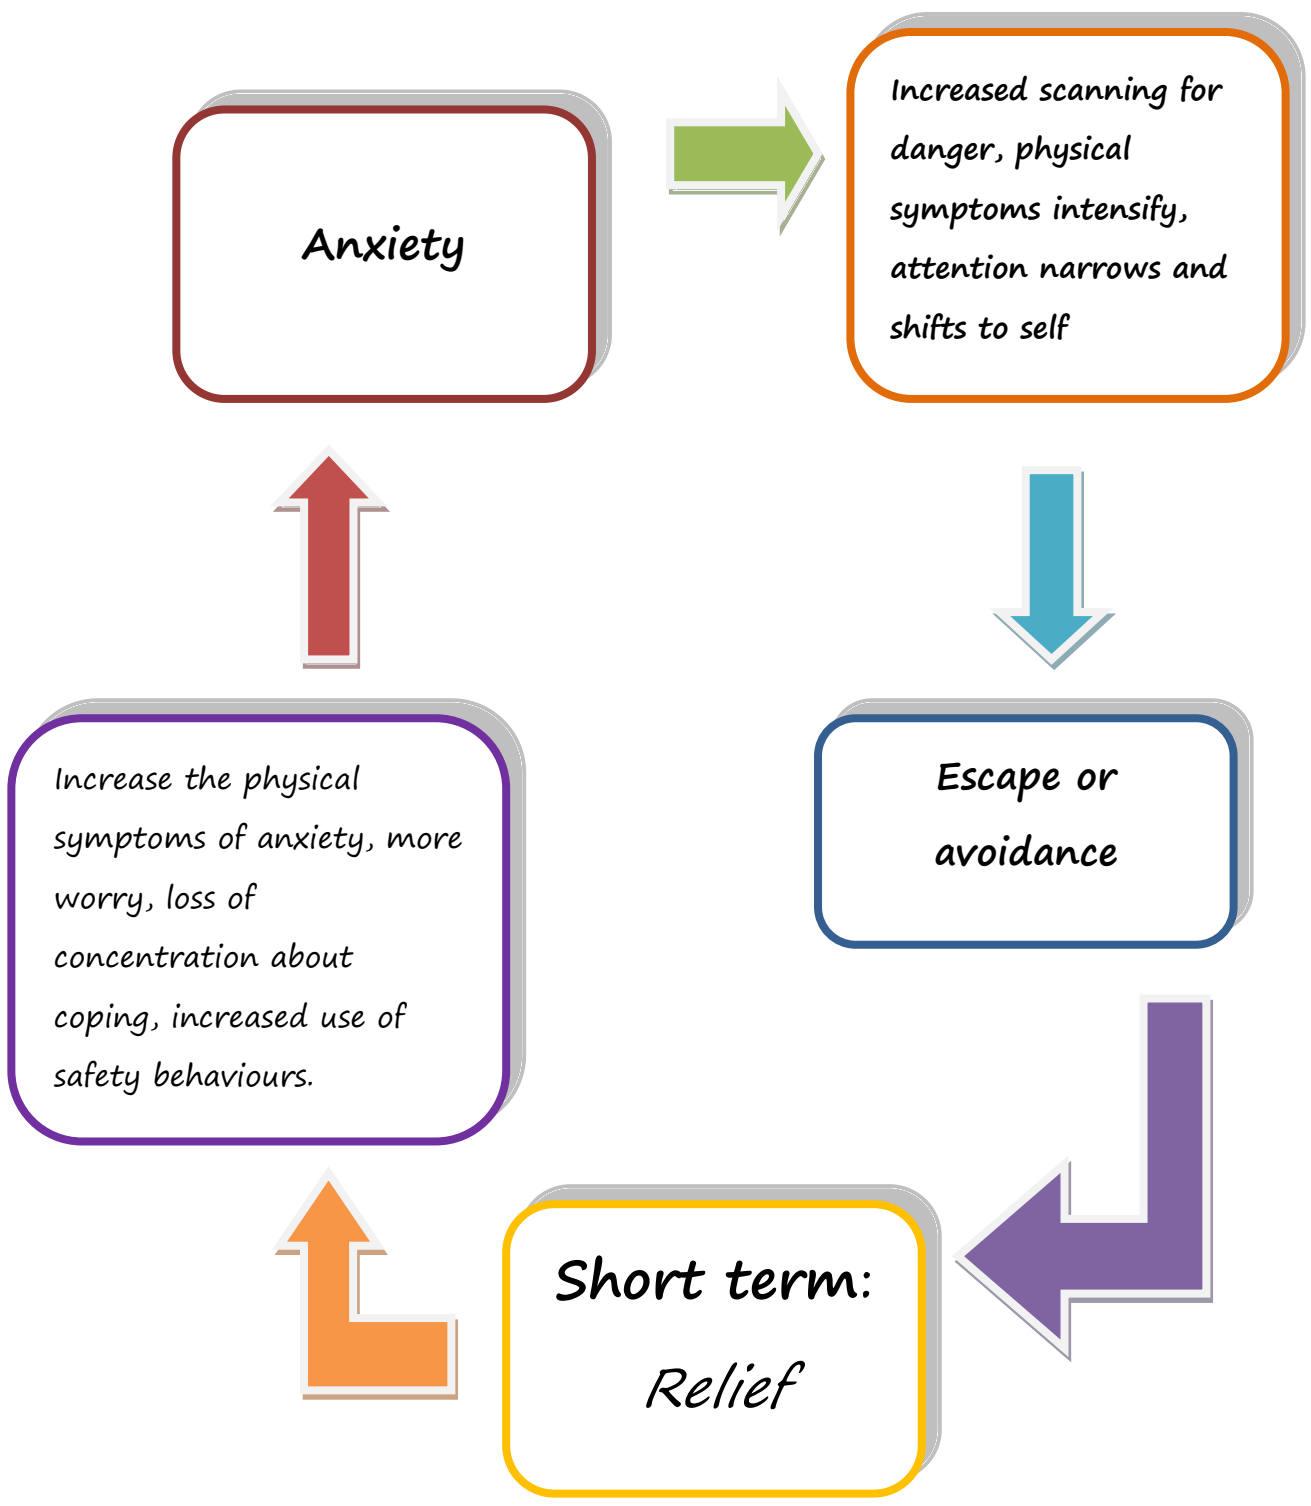 Anxiety
Increased scanning for
danger, physical
symptoms intensify,
attention narrows and
shifts to self
Escape or
avoidance
Short term:
Relief
Increase the physical
symptoms of anxiety, more
worry, loss of
concentration about
coping, increased use of
safety behaviours.